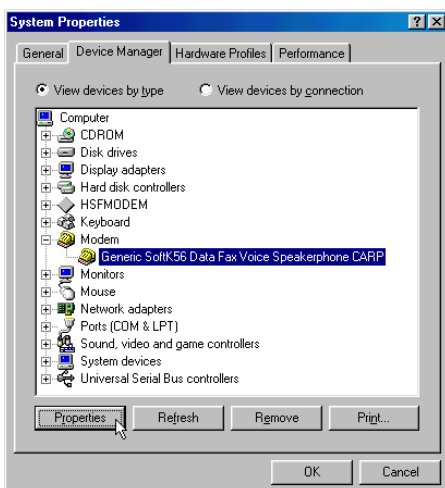 System Properties
General Device Manager Hardware Profiles Performance
View devices by type View devices by connection
Computer
CDROM
Disk drives
Display adapters
Hard disk controllers
HSFMODEM
Keyboard
Modem
Generic SoftK56 Data Fax Voice Speakerphone CARP
Monitors
Mouse
Network adapters
Ports (COM & LPT)
Sound, video and game controllers
System devices
Universal Serial Bus controllers
Properties Refresh Remove Print...
OK Cancel